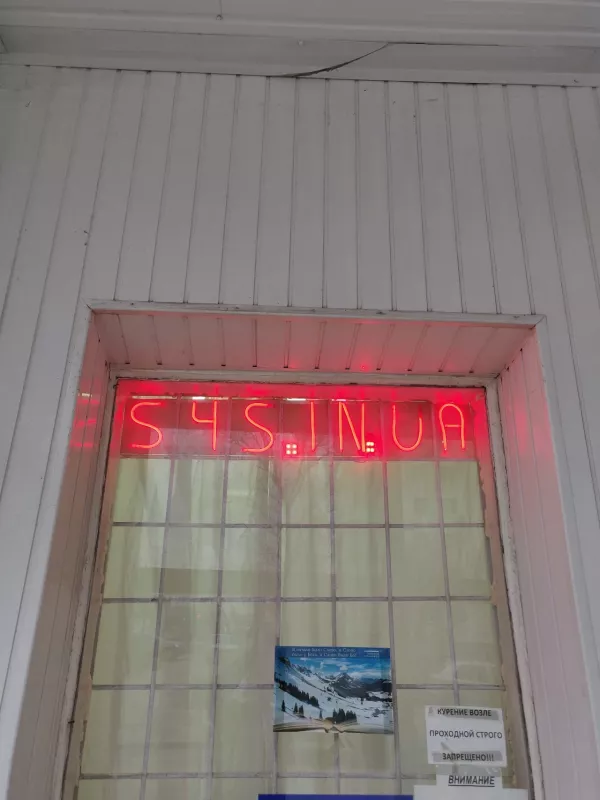 S4S.IN.UA
КУРЕНИЕ ВОЗЛЕ
ПРОХОДНОЙ СТРОГО
ЗАПРЕЩЕНО!!!
ВНИМАНИЕ